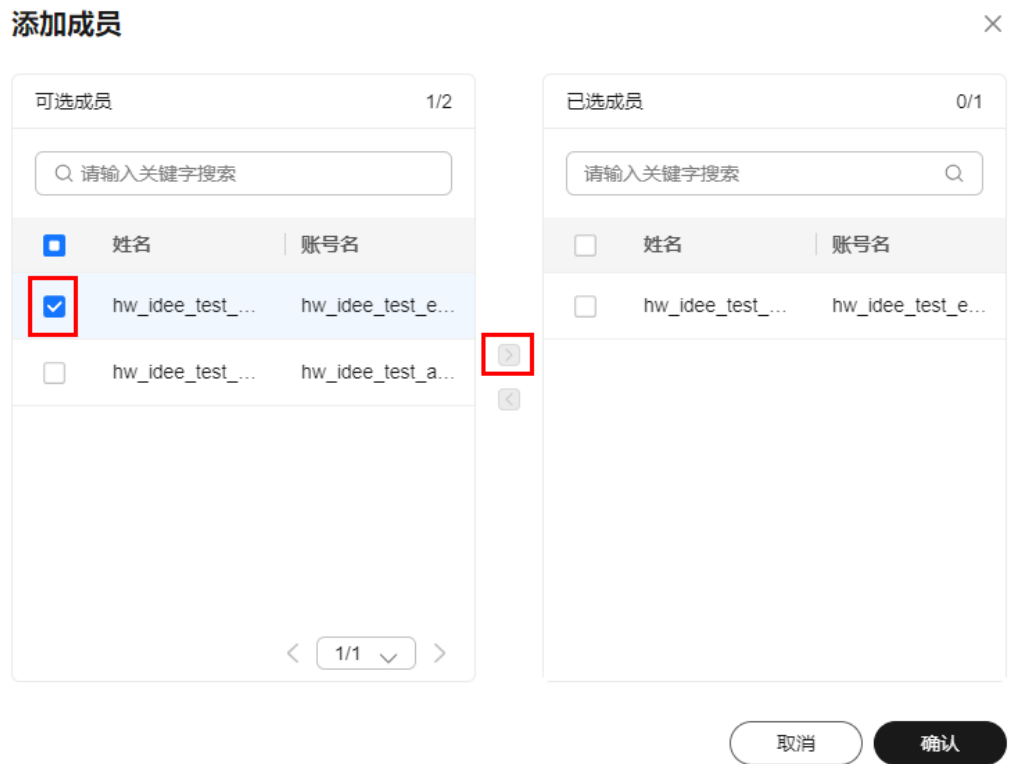 添加成员
可选成员 1/2
请输入关键字搜索
姓名 账号名
hw_idee_test_... hw_idee_test_e...
hw_idee_test_... hw_idee_test_a...
1/1
已选成员 0/1
请输入关键字搜索
姓名 账号名
hw_idee_test_... hw_idee_test_e...
取消 确认